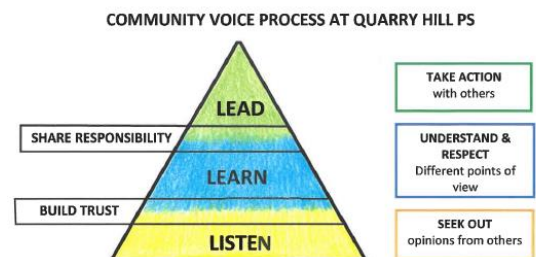 COMMUNITY VOICE PROCESS AT QUARRY HILL PS
LEAD
TAKE ACTION
with others
SHARE RESPONSIBILITY
UNDERSTAND &
RESPECT
Different points of
view
LEARN
BUILD TRUST
SEEK OUT
opinions from others
LISTEN